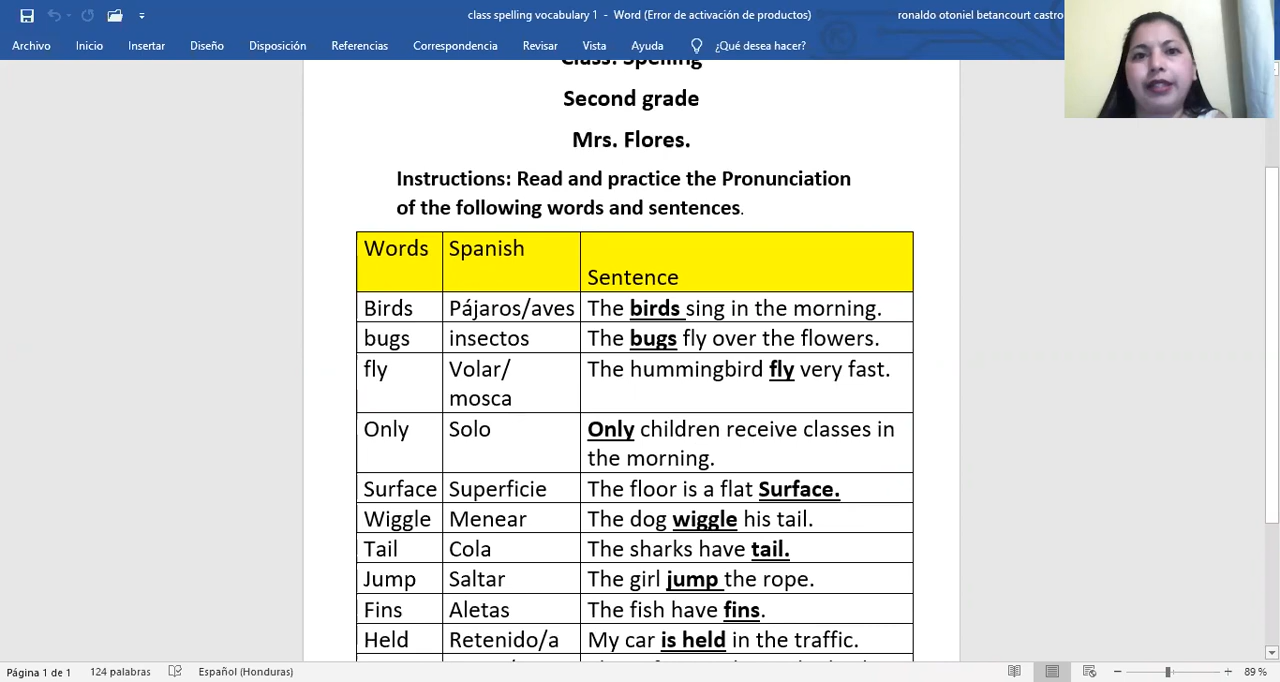 class spelling vocabulary 1 - Word (Error de activación de productos) ronaldo otoniel betancourt castro
Archivo Inicio Insertar Diseño Disposición Referencias Correspondencia Revisar Vista Ayuda ¿Qué desea hacer?
Class: Spelling
Second grade
Mrs. Flores.
Instructions: Read and practice the Pronunciation
of the following words and sentences.
Words Spanish Sentence
Birds Pájaros/aves The birds sing in the morning.
bugs insectos The bugs fly over the flowers.
fly Volar/ The hummingbird fly very fast.
mosca
Only Solo Only children receive classes in
the morning.
Surface Superficie The floor is a flat Surface.
Wiggle Menear The dog wiggle his tail.
Tail Cola The sharks have tail.
Jump Saltar The girl jump the rope.
Fins Aletas The fish have fins.
Held Retenido/a My car is held in the traffic.
Página 1 de 1 124 palabras Español (Honduras) 89 %